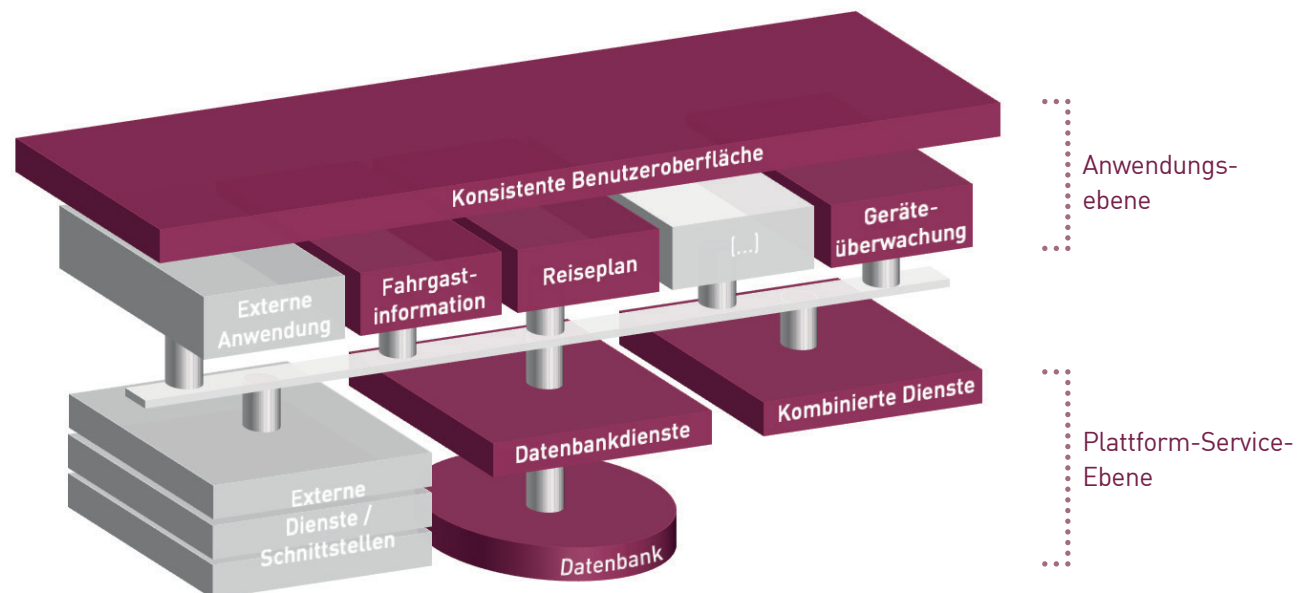 Konsistente Benutzeroberfläche
Externe
Anwendung
Fahrgast-
information
Reiseplan
(...)
Geräte-
überwachung
Anwendungs-
ebene
Externe
Dienste /
Schnittstellen
Datenbankdienste
Kombinierte Dienste
Datenbank
Plattform-Service-
Ebene